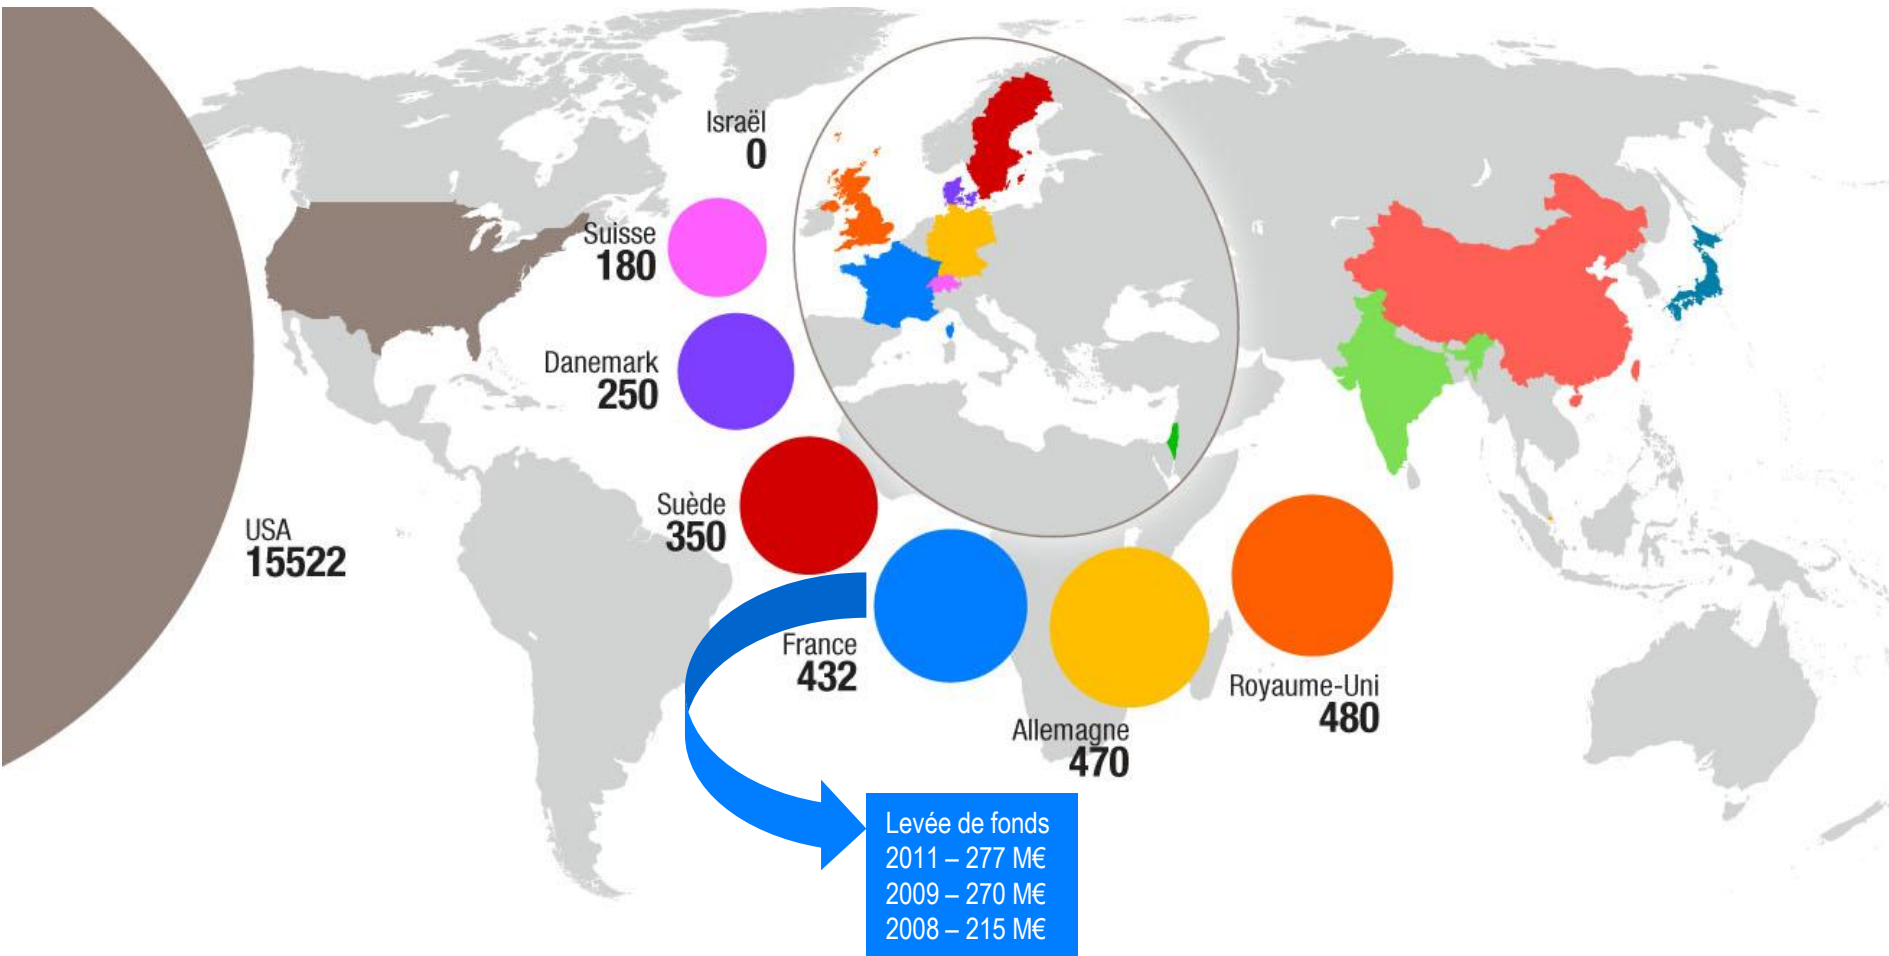 Israël
0
Suisse
180
Danemark
250
Suède
350
USA
15522
France
432
Allemagne
470
Royaume-Uni
480
Levée de fonds
2011 – 277 M€
2009 – 270 M€
2008 – 215 M€